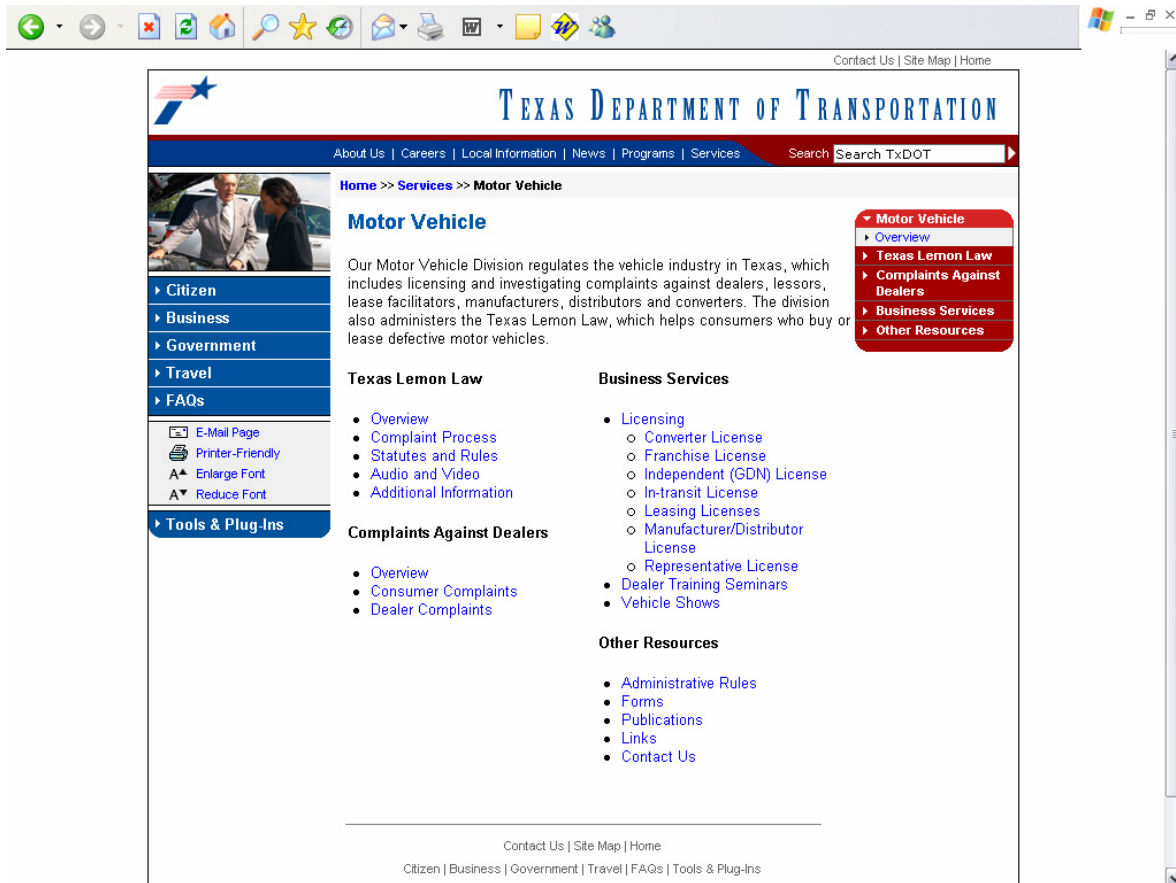 Contact Us | Site Map | Home
TEXAS DEPARTMENT OF TRANSPORTATION
About Us | Careers | Local Information | News | Programs | Services
Search Search TxDOT
Home >> Services >> Motor Vehicle
Motor Vehicle
Our Motor Vehicle Division regulates the vehicle industry in Texas, which
includes licensing and investigating complaints against dealers, lessors,
lease facilitators, manufacturers, distributors and converters. The division
also administers the Texas Lemon Law, which helps consumers who buy or
lease defective motor vehicles.
Motor Vehicle
Overview
Texas Lemon Law
Complaints Against
Dealers
Business Services
Other Resources
Citizen
Business
Government
Travel
FAQs
E-Mail Page
Printer-Friendly
A Enlarge Font
A Reduce Font
Tools & Plug-Ins
Texas Lemon Law
Overview
Complaint Process
Statutes and Rules
Audio and Video
Additional Information
Complaints Against Dealers
Overview
Consumer Complaints
Dealer Complaints
Business Services
Licensing
Converter License
Franchise License
Independent (GDN) License
In-transit License
Leasing Licenses
Manufacturer/Distributor
License
Representative License
Dealer Training Seminars
Vehicle Shows
Other Resources
Administrative Rules
Forms
Publications
Links
Contact Us
Contact Us | Site Map | Home
Citizen | Business | Government | Travel | FAQs | Tools & Plug-Ins